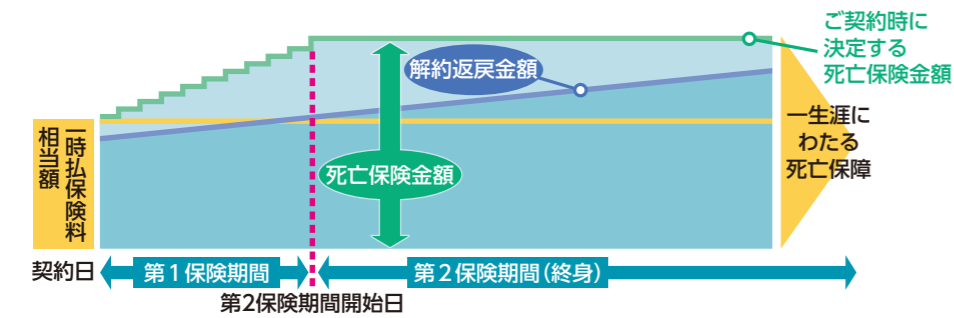 ご契約時に
決定する
死亡保険金額
解約返戻金額
一時払保険料
相当額
死亡保険金額
一生涯に
わたる
死亡保障
契約日
第1保険期間
第2保険期間(終身)
第2保険期間開始日